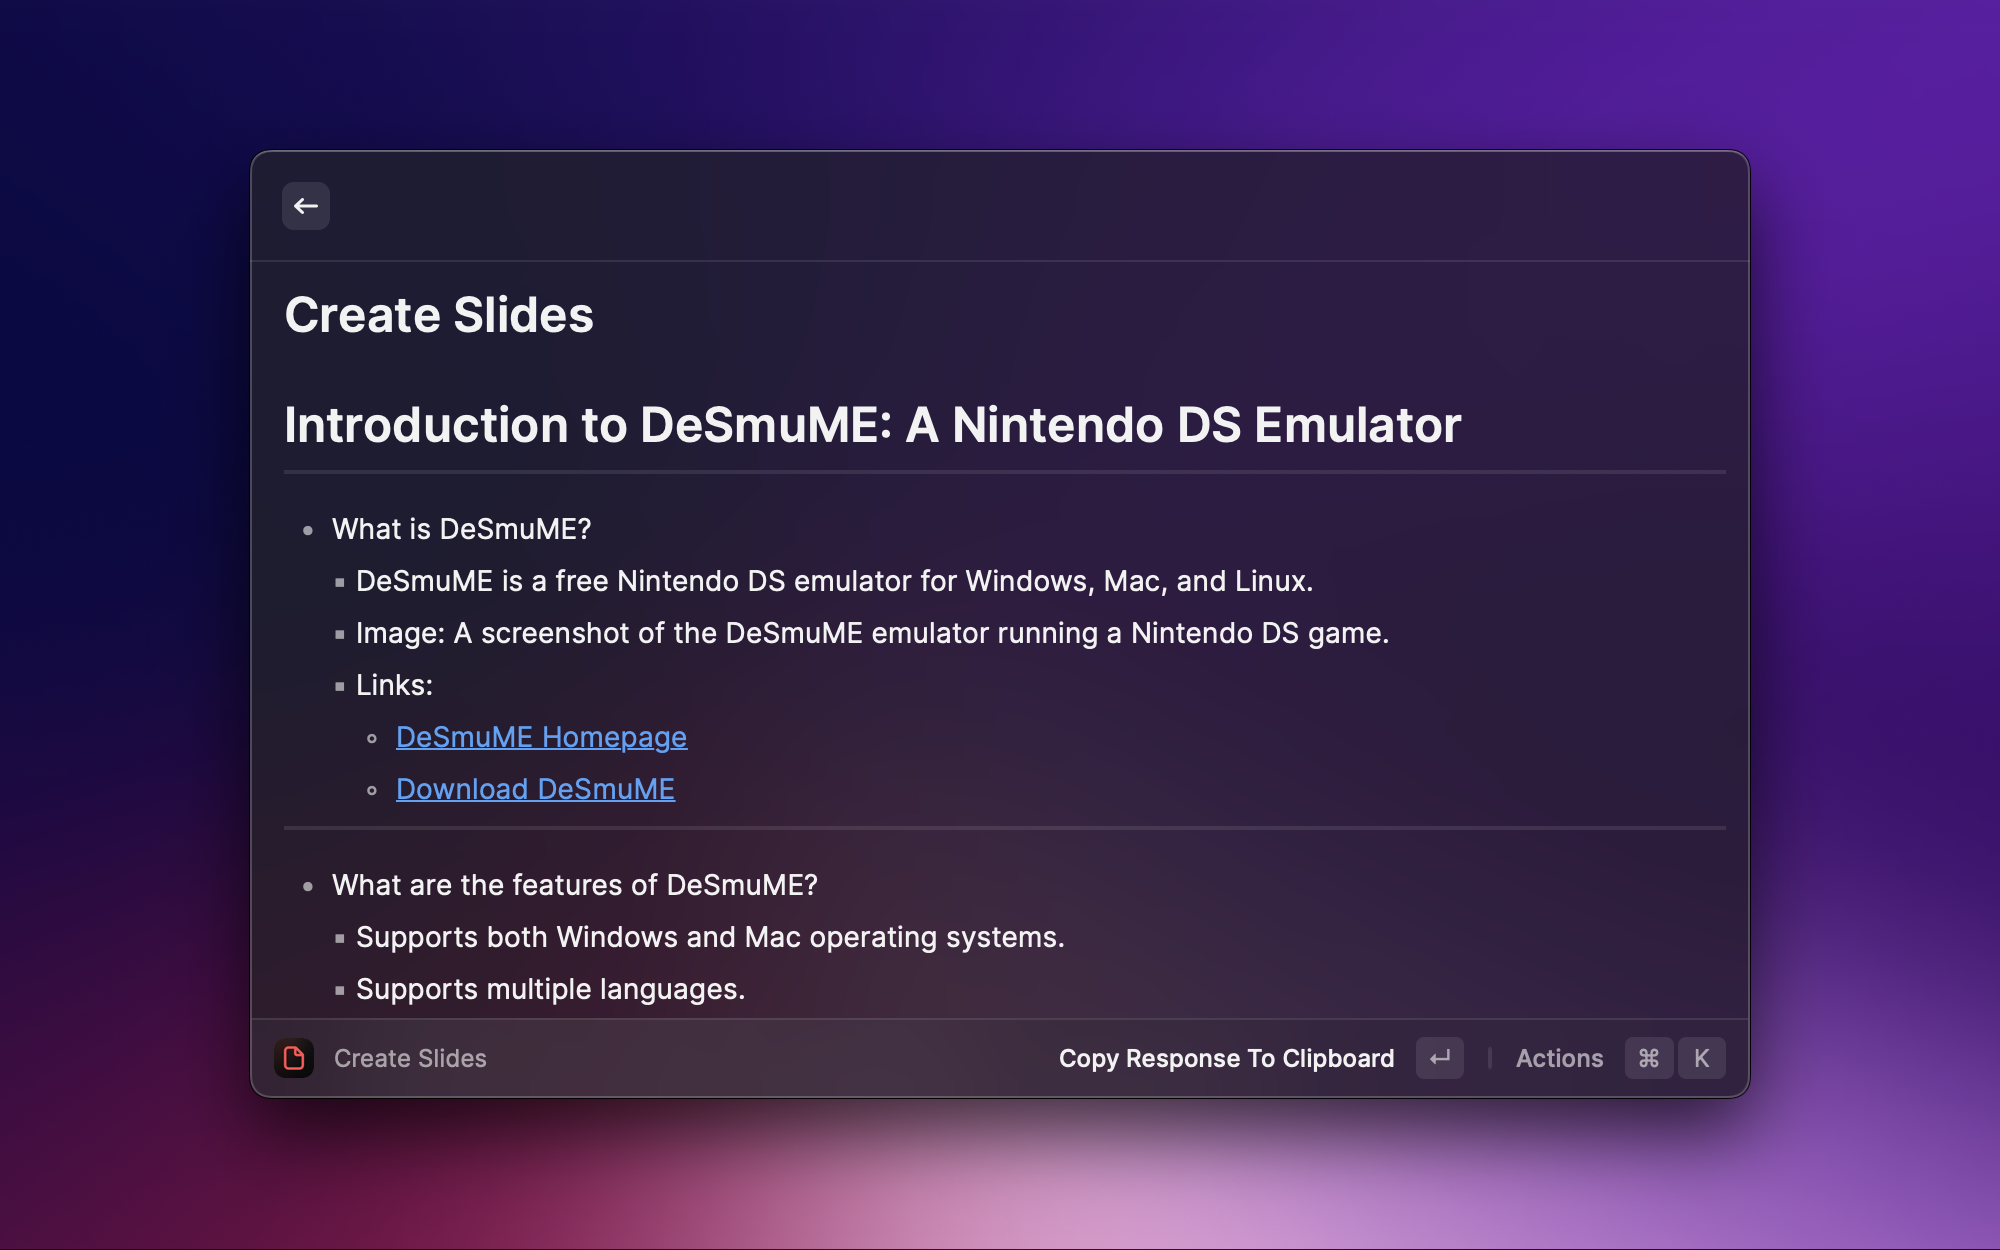 Create Slides
Introduction to DeSmuME: A Nintendo DS Emulator
What is DeSmuME?
DeSmuME is a free Nintendo DS emulator for Windows, Mac, and Linux.
Image: A screenshot of the DeSmuME emulator running a Nintendo DS game.
Links:
DeSmuME Homepage
Download DeSmuME
What are the features of DeSmuME?
Supports both Windows and Mac operating systems.
Supports multiple languages.
Create Slides Copy Response To Clipboard Actions ⌘ K